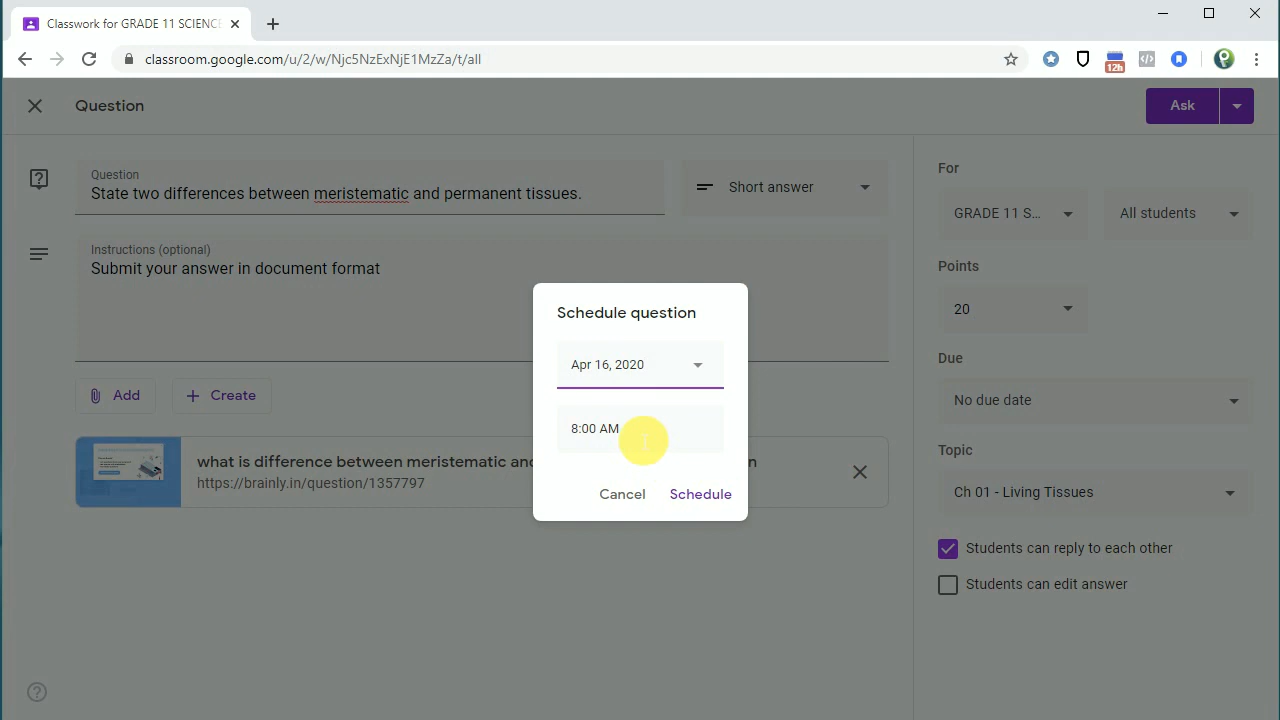 Classwork for GRADE 11 SCIENCE
classroom.google.com/u/2/w/Njc5NzExNjE1MzZa/t/all
12h
Question
Ask
Question
State two differences between meristematic and permanent tissues.
Short answer
Instructions (optional)
Submit your answer in document format
Add
Create
what is difference between meristematic and
https://brainly.in/question/1357797
Schedule question
Apr 16, 2020
8:00 AM
Cancel
Schedule
For
GRADE 11 S...
All students
Points
20
Due
No due date
Topic
Ch 01 - Living Tissues
Students can reply to each other
Students can edit answer